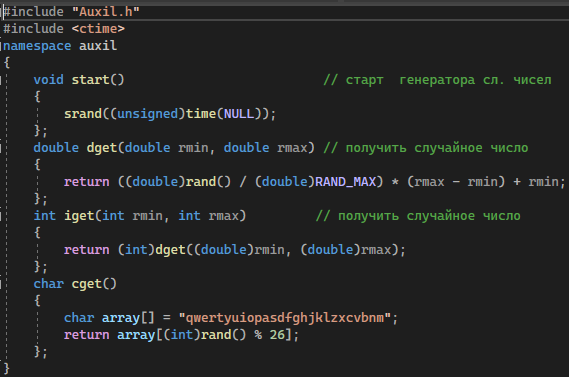 #include "Auxil.h"
#include <ctime>
namespace auxil
{
    void start()                          // старт  генератора сл. чисел
    {
        srand((unsigned)time(NULL));
    };
    double dget(double rmin, double rmax) // получить случайное число
    {
        return ((double)rand() / (double)RAND_MAX) * (rmax - rmin) + rmin;
    };
    int iget(int rmin, int rmax)         // получить случайное число
    {
        return (int)dget((double)rmin, (double)rmax);
    };
    char cget()
    {
        char array[] = "qwertyuiopasdfghjklzxcvbnm";
        return array[(int)rand() % 26];
    };
}